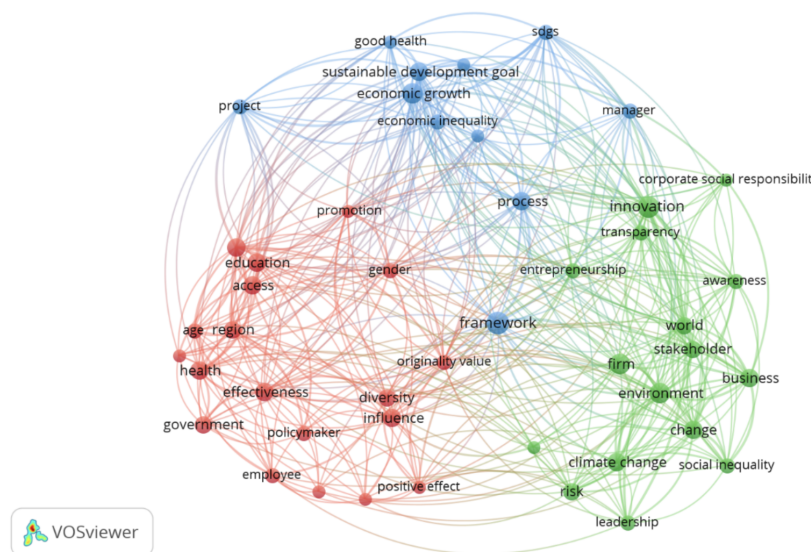 sdgs
good health
sustainable development goal
economic growth
project
manager
economic inequality
corporate social responsibilit
process
innovation
promotion
transparency
education
gender
entrepreneurship
access
awareness
framework
world
age
region
stakeholder
originality value
firm
health
business
effectiveness
diversity
environment
influence
government
policymaker
change
climate change
social inequality
employee
positive effect
risk
leadership
VOSviewer